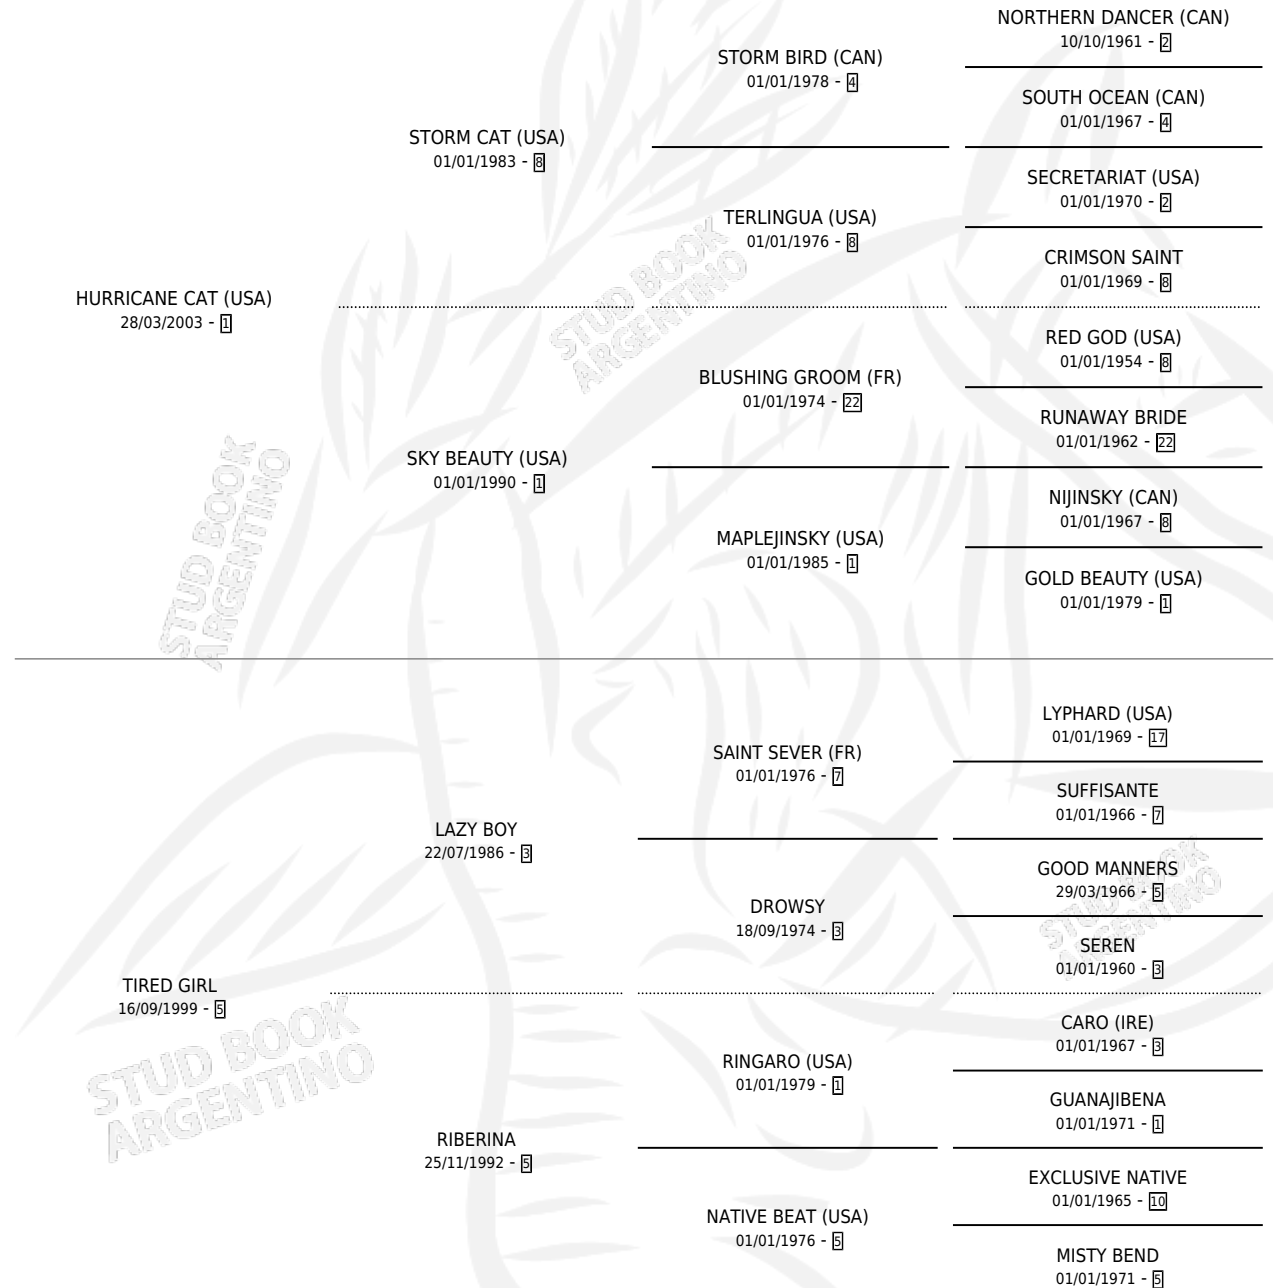 NORTHERN DANCER (CAN)
10/10/1961 - 2
STORM BIRD (CAN)
01/01/1978 - 4
SOUTH OCEAN (CAN)
01/01/1967 - 4
STORM CAT (USA)
01/01/1983 - 8
SECRETARIAT (USA)
01/01/1970 - 2
TERLINGUA (USA)
01/01/1976 - 8
CRIMSON SAINT
01/01/1969 - 8
HURRICANE CAT (USA)
28/03/2003 - 1
RED GOD (USA)
01/01/1954 - 8
BLUSHING GROOM (FR)
01/01/1974 - 22
RUNAWAY BRIDE
01/01/1962 - 22
SKY BEAUTY (USA)
01/01/1990 - 1
NIJINSKY (CAN)
01/01/1967 - 8
MAPLEJINSKY (USA)
01/01/1985 - 1
GOLD BEAUTY (USA)
01/01/1979 - 1
STUD BOOK
ARGENTINO
STUD BOOK
ARGENTINO
LYPHARD (USA)
01/01/1969 - 17
SAINT SEVER (FR)
01/01/1976 - 7
SUFFISANTE
01/01/1966 - 7
LAZY BOY
22/07/1986 - 3
GOOD MANNERS
29/03/1966 - 5
DROWSY
18/09/1974 - 3
SEREN
01/01/1960 - 3
STUD BOOK
ARGENTINO
TIRED GIRL
16/09/1999 - 5
CARO (IRE)
01/01/1967 - 3
RINGARO (USA)
01/01/1979 - 1
GUANAJIBENA
01/01/1971 - 1
STUD BOOK
ARGENTINO
RIBERINA
25/11/1992 - 5
EXCLUSIVE NATIVE
01/01/1965 - 10
NATIVE BEAT (USA)
01/01/1976 - 5
MISTY BEND
01/01/1971 - 5